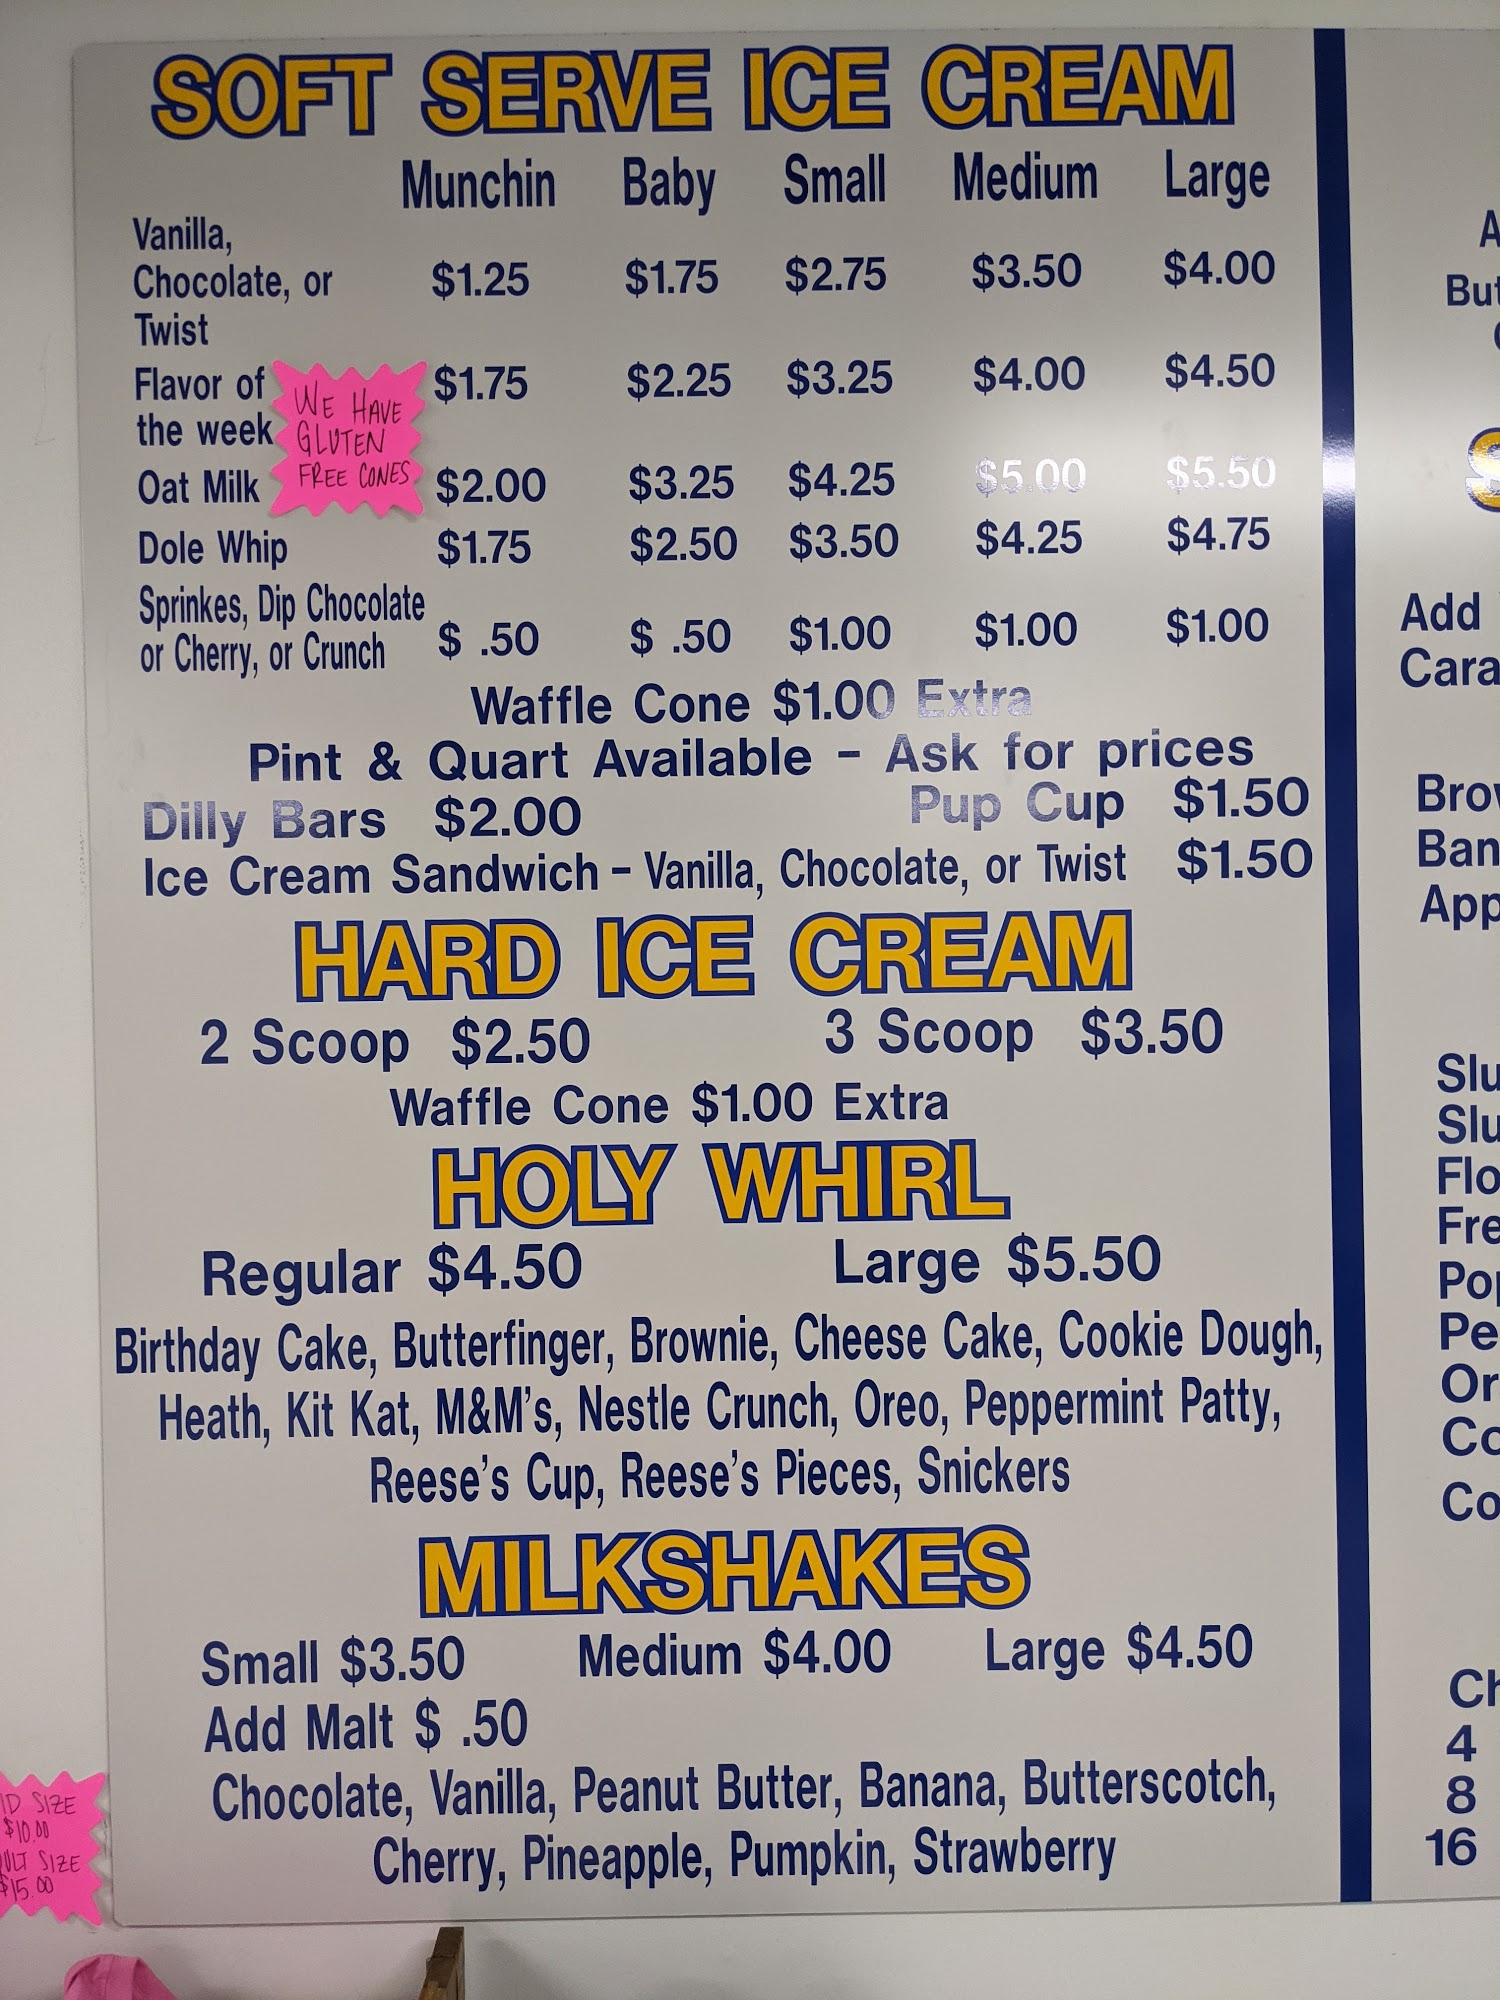 SOFT SERVE ICE CREAM
Munchin Baby Small Medium Large
Vanilla,
Chocolate, or $1.25 $1.75 $2.75 $3.50 $4.00
Twist
Flavor of $1.75 $2.25 $3.25 $4.00 $4.50
the week
WE HAVE
GLUTEN
FREE CONES
Oat Milk $2.00 $3.25 $4.25 $5.00 $5.50
Dole Whip $1.75 $2.50 $3.50 $4.25 $4.75
Sprinkes, Dip Chocolate
or Cherry, or Crunch $ .50 $ .50 $1.00 $1.00 $1.00
Waffle Cone $1.00 Extra
Pint & Quart Available - Ask for prices
Dilly Bars $2.00 Pup Cup $1.50
Ice Cream Sandwich - Vanilla, Chocolate, or Twist $1.50
HARD ICE CREAM
2 Scoop $2.50 3 Scoop $3.50
Waffle Cone $1.00 Extra
HOLY WHIRL
Regular $4.50 Large $5.50
Birthday Cake, Butterfinger, Brownie, Cheese Cake, Cookie Dough,
Heath, Kit Kat, M&M's, Nestle Crunch, Oreo, Peppermint Patty,
Reese's Cup, Reese's Pieces, Snickers
MILKSHAKES
Small $3.50 Medium $4.00 Large $4.50
Add Malt $ .50
Chocolate, Vanilla, Peanut Butter, Banana, Butterscotch,
Cherry, Pineapple, Pumpkin, Strawberry
SIZE
$10.00
SIZE
$15.00
Add
4
8
16